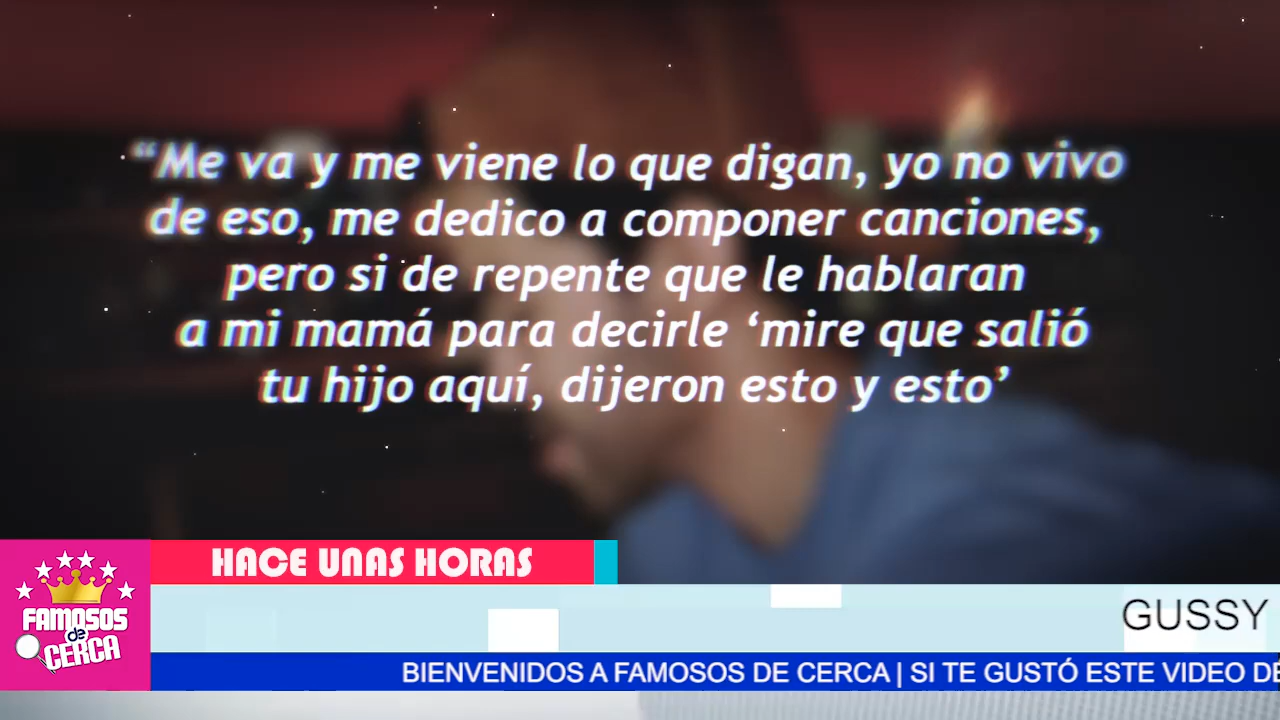 “Me va y me viene lo que digan, yo no vivo
de eso, me dedico a componer canciones,
pero si de repente que le hablaran
a mi mamá para decirle ‘mire que salió
tu hijo aquí, dijeron esto y esto’
HACE UNAS HORAS
FAMOSOS
de
CERCA
GUSSY
BIENVENIDOS A FAMOSOS DE CERCA | SI TE GUSTÓ ESTE VIDEO DE